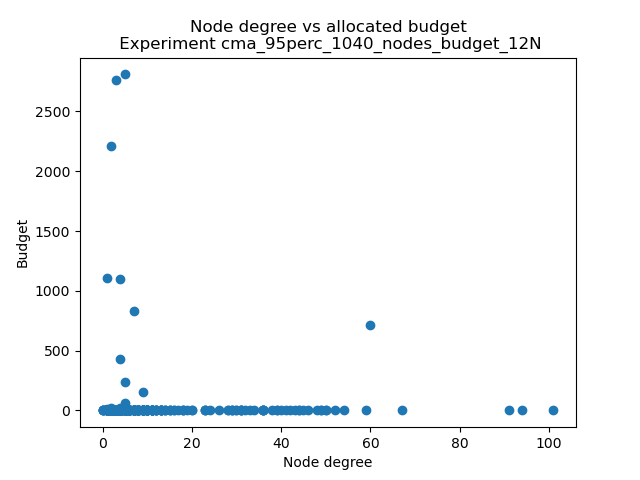 Node degree vs allocated budget
Experiment cma_95perc_1040_nodes_budget_12N
2500
2000
1500
1000
500
0
Budget
0 20 40 60 80 100
Node degree